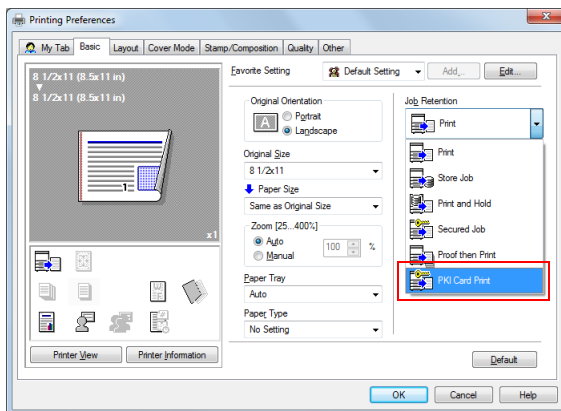 Printing Preferences
My Tab
Basic
Layout
Cover Mode
Stamp/Composition
Quality
Other
8 1/2x11 (8.5x11 in)
8 1/2x11 (8.5x11 in)
1
x1
Printer View
Printer Information
Favorite Setting
Default Setting
Add...
Edit...
Original Orientation
A
Portrait
Landscape
Original Size
8 1/2x11
Paper Size
Same as Original Size
Zoom [25...400%]
Auto
Manual
100
%
Paper Tray
Auto
Paper Type
No Setting
Job Retention
Print
Print
Store Job
Print and Hold
Secured Job
Proof then Print
PKI Card Print
Default
OK
Cancel
Help